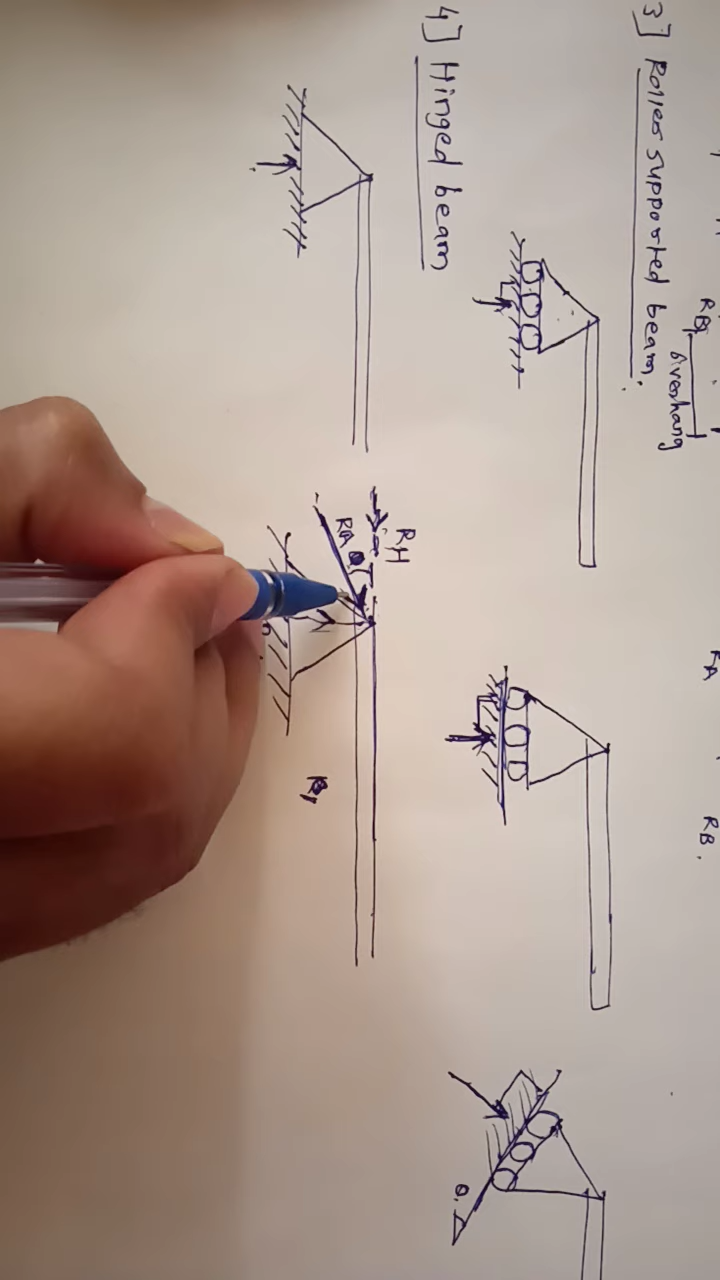 RA
RB.
overhang
3] Roller supported beam.
θ.
4] Hinged beam
RH
RA θ